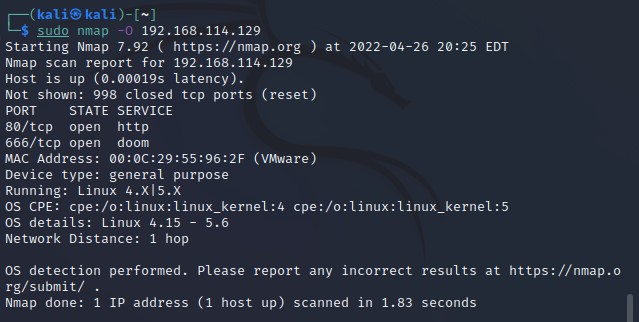 ┌──(kali㉿kali)-[~]
└─$ sudo nmap -O 192.168.114.129
Starting Nmap 7.92 ( https://nmap.org ) at 2022-04-26 20:25 EDT
Nmap scan report for 192.168.114.129
Host is up (0.00019s latency).
Not shown: 998 closed tcp ports (reset)
PORT    STATE SERVICE
80/tcp  open  http
666/tcp open  doom
MAC Address: 00:0C:29:55:96:2F (VMware)
Device type: general purpose
Running: Linux 4.X|5.X
OS CPE: cpe:/o:linux:linux_kernel:4 cpe:/o:linux:linux_kernel:5
OS details: Linux 4.15 - 5.6
Network Distance: 1 hop

OS detection performed. Please report any incorrect results at https://nmap.o
rg/submit/ .
Nmap done: 1 IP address (1 host up) scanned in 1.83 seconds